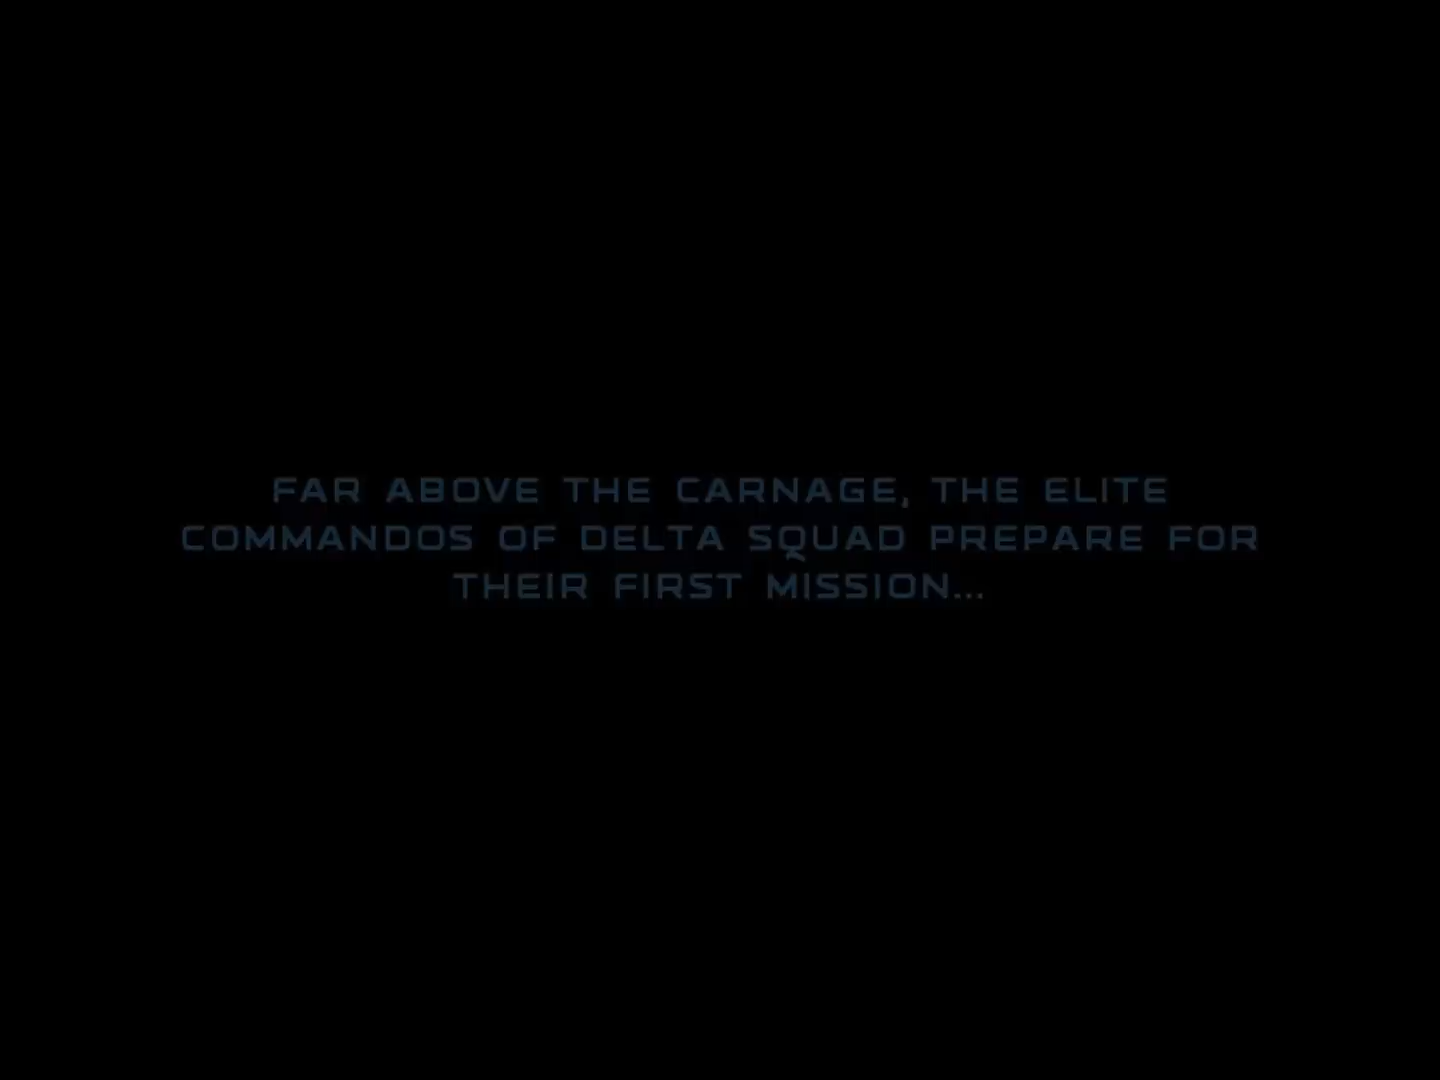 FAR ABOVE THE CARNAGE, THE ELITE
COMMANDOS OF DELTA SQUAD PREPARE FOR
THEIR FIRST MISSION...